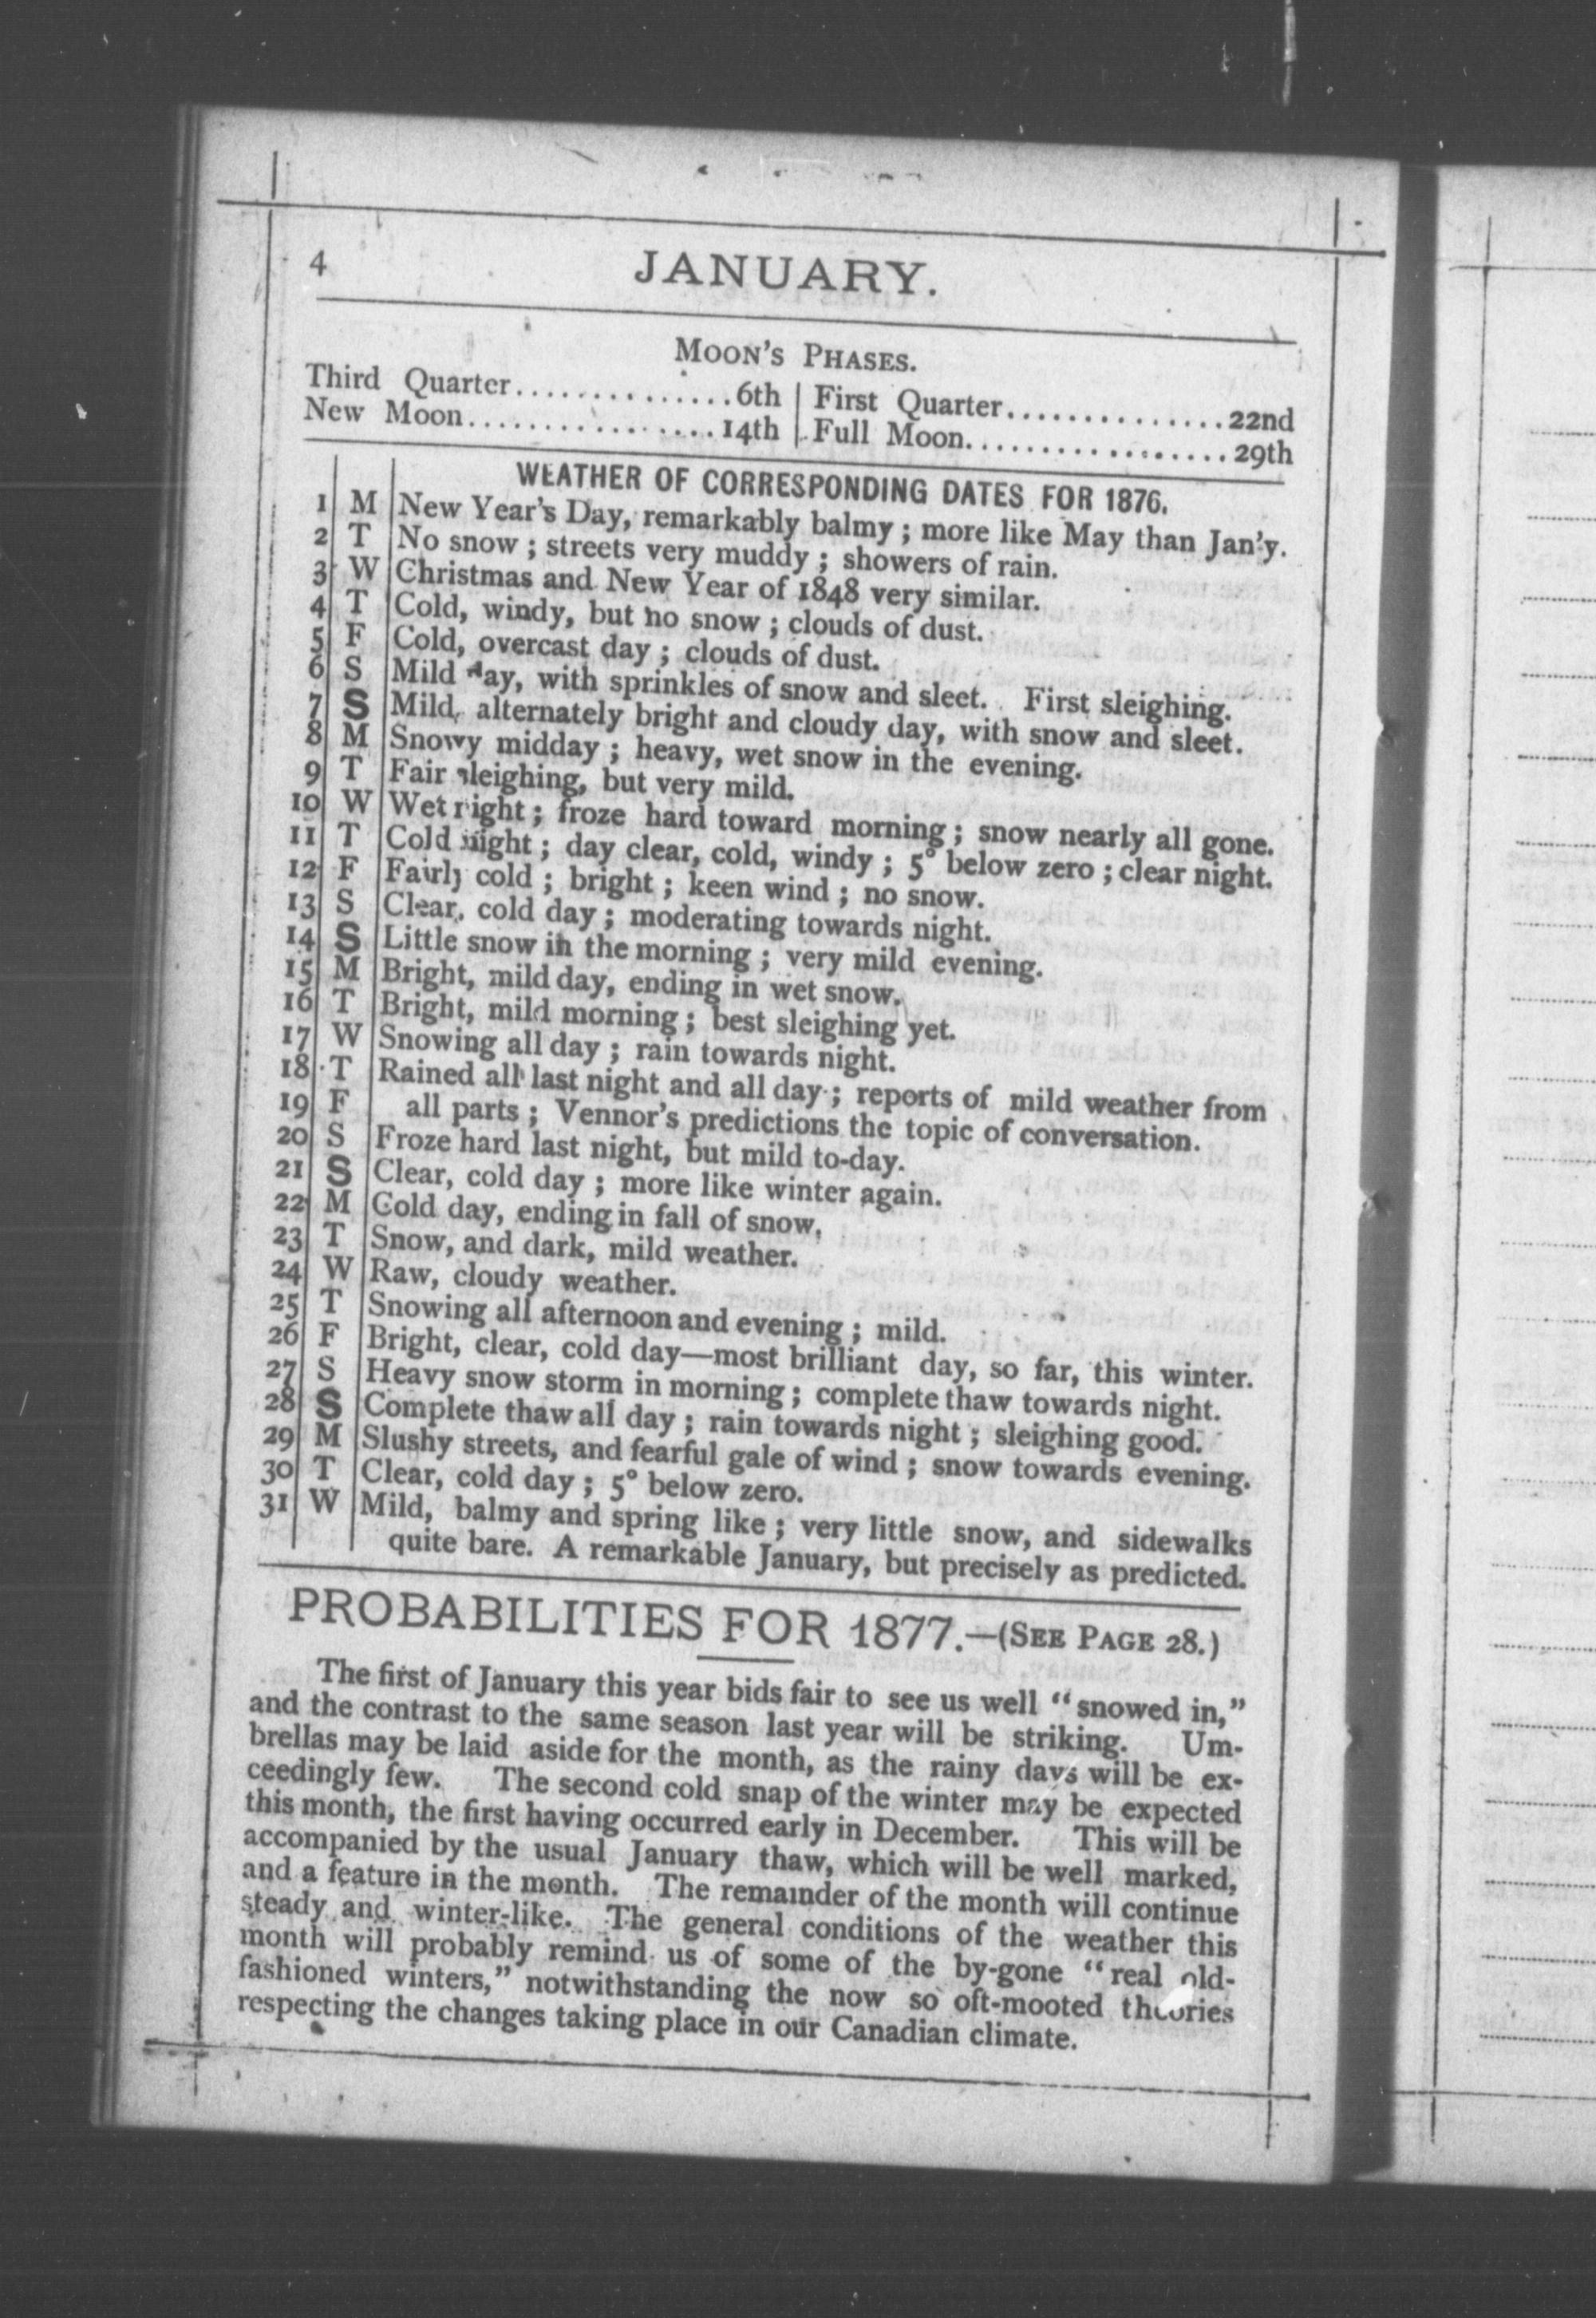 4 JANUARY.
MOON'S PHASES.
Third Quarter...............6th | First Quarter...............22nd
New Moon.................14th | Full Moon..................29th
WEATHER OF CORRESPONDING DATES FOR 1876.
1 M New Year's Day, remarkably balmy ; more like May than Jan'y.
2 T No snow ; streets very muddy ; showers of rain.
3 W Christmas and New Year of 1848 very similar.
4 T Cold, windy, but no snow ; clouds of dust.
5 F Cold, overcast day ; clouds of dust.
6 S Mild day, with sprinkles of snow and sleet. First sleighing.
7 S Mild, alternately bright and cloudy day, with snow and sleet.
8 M Snowy midday ; heavy, wet snow in the evening.
9 T Fair sleighing, but very mild.
10 W Wet night ; froze hard toward morning ; snow nearly all gone.
11 T Cold night ; day clear, cold, windy ; 5° below zero ; clear night.
12 F Fairly cold ; bright ; keen wind ; no snow.
13 S Clear, cold day ; moderating towards night.
14 S Little snow in the morning ; very mild evening.
15 M Bright, mild day, ending in wet snow.
16 T Bright, mild morning ; best sleighing yet.
17 W Snowing all day ; rain towards night.
18 T Rained all last night and all day ; reports of mild weather from
19 F all parts ; Vennor's predictions the topic of conversation.
20 S Froze hard last night, but mild to-day.
21 S Clear, cold day ; more like winter again.
22 M Cold day, ending in fall of snow.
23 T Snow, and dark, mild weather.
24 W Raw, cloudy weather.
25 T Snowing all afternoon and evening ; mild.
26 F Bright, clear, cold day—most brilliant day, so far, this winter.
27 S Heavy snow storm in morning ; complete thaw towards night.
28 S Complete thaw all day ; rain towards night ; sleighing good.
29 M Slushy streets, and fearful gale of wind ; snow towards evening.
30 T Clear, cold day ; 5° below zero.
31 W Mild, balmy and spring like ; very little snow, and sidewalks
quite bare. A remarkable January, but precisely as predicted.
PROBABILITIES FOR 1877.—(SEE PAGE 28.)
The first of January this year bids fair to see us well "snowed in,"
and the contrast to the same season last year will be striking. Um-
brellas may be laid aside for the month, as the rainy days will be ex-
ceedingly few. The second cold snap of the winter may be expected
this month, the first having occurred early in December. This will be
accompanied by the usual January thaw, which will be well marked,
and a feature in the month. The remainder of the month will continue
steady and winter-like. The general conditions of the weather this
month will probably remind us of some of the by-gone "real old-
fashioned winters," notwithstanding the now so oft-mooted theories
respecting the changes taking place in our Canadian climate.